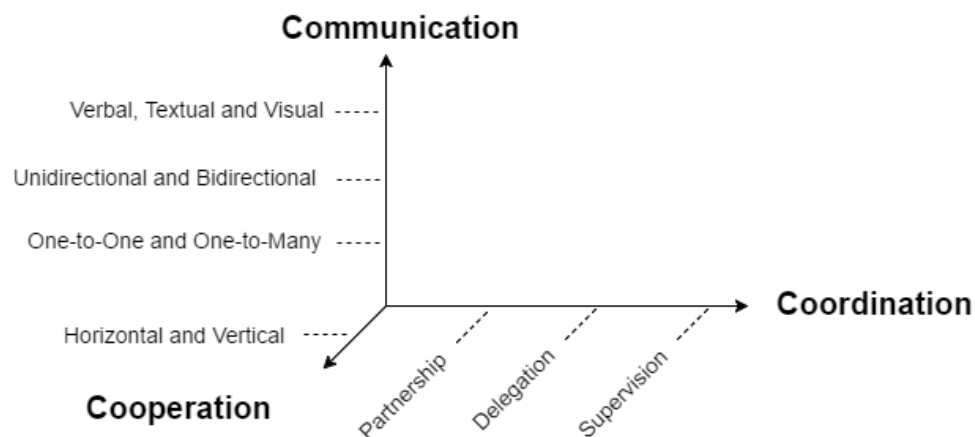 Communication
Verbal, Textual and Visual
Unidirectional and Bidirectional
One-to-One and One-to-Many
Coordination
Horizontal and Vertical
Cooperation
Partnership
Delegation
Supervision